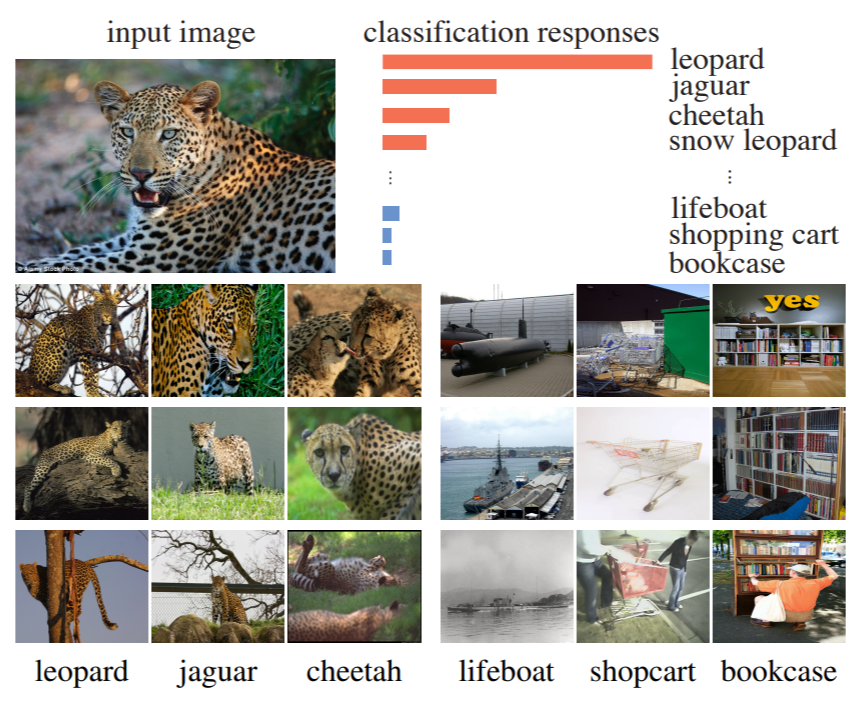 input image
classification responses
leopard
jaguar
cheetah
snow leopard
lifeboat
shopping cart
bookcase
© Alamy Stock Photo
yes
leopard
jaguar
cheetah
lifeboat
shopcart
bookcase